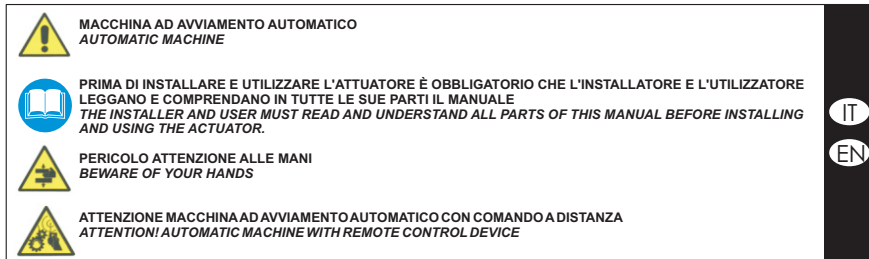 MACCHINA AD AVVIAMENTO AUTOMATICO
AUTOMATIC MACHINE
PRIMA DI INSTALLARE E UTILIZZARE L'ATTUATORE È OBBLIGATORIO CHE L'INSTALLATORE E L'UTILIZZATORE
LEGGANO E COMPRENDANO IN TUTTE LE SUE PARTI IL MANUALE
THE INSTALLER AND USER MUST READ AND UNDERSTAND ALL PARTS OF THIS MANUAL BEFORE INSTALLING
AND USING THE ACTUATOR.
PERICOLO ATTENZIONE ALLE MANI
BEWARE OF YOUR HANDS
ATTENZIONE MACCHINA AD AVVIAMENTO AUTOMATICO CON COMANDO A DISTANZA
ATTENTION! AUTOMATIC MACHINE WITH REMOTE CONTROL DEVICE
IT
EN